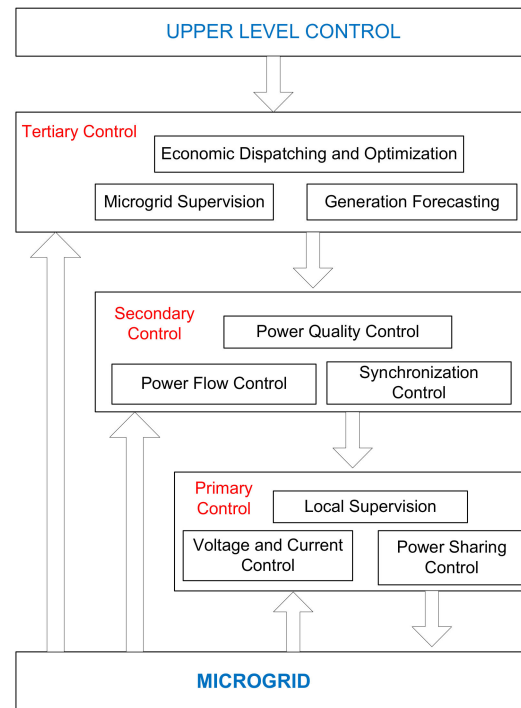 UPPER LEVEL CONTROL
Tertiary Control
Economic Dispatching and Optimization
Microgrid Supervision
Generation Forecasting
Secondary
Control
Power Quality Control
Power Flow Control
Synchronization
Control
Primary
Control
Local Supervision
Voltage and Current
Control
Power Sharing
Control
MICROGRID